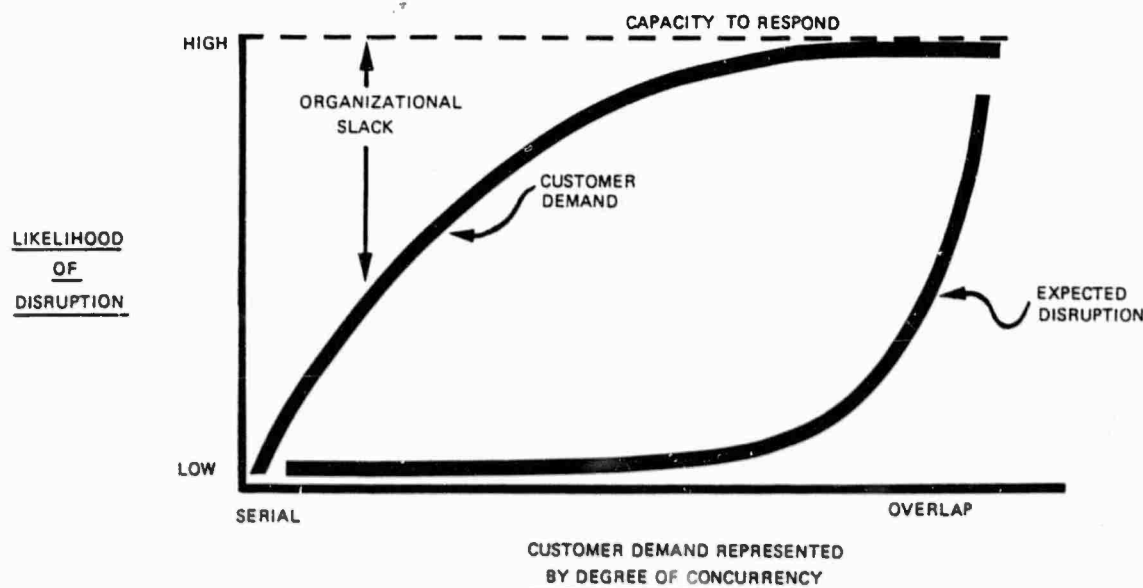 CAPACITY TO RESPOND
HIGH
ORGANIZATIONAL
SLACK
CUSTOMER
DEMAND
LIKELIHOOD
OF
DISRUPTION
EXPECTED
DISRUPTION
LOW
SERIAL
OVERLAP
CUSTOMER DEMAND REPRESENTED
BY DEGREE OF CONCURRENCY